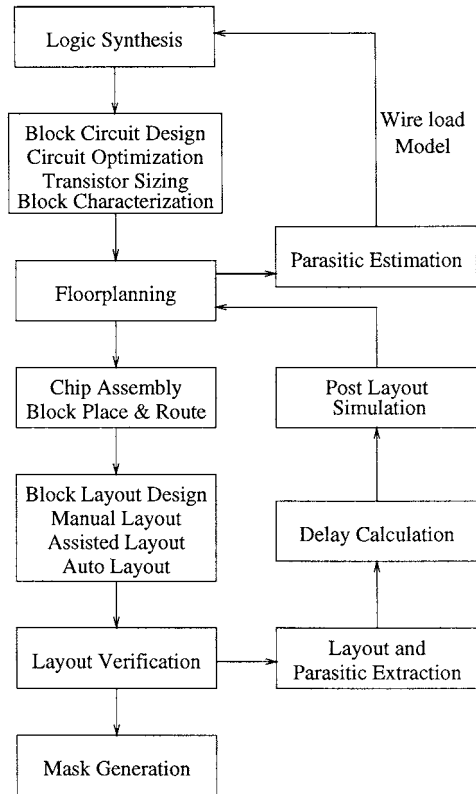 Logic Synthesis
Block Circuit Design
Circuit Optimization
Transistor Sizing
Block Characterization
Wire load
Model
Floorplanning
Parasitic Estimation
Chip Assembly
Block Place & Route
Post Layout
Simulation
Block Layout Design
Manual Layout
Assisted Layout
Auto Layout
Delay Calculation
Layout Verification
Layout and
Parasitic Extraction
Mask Generation